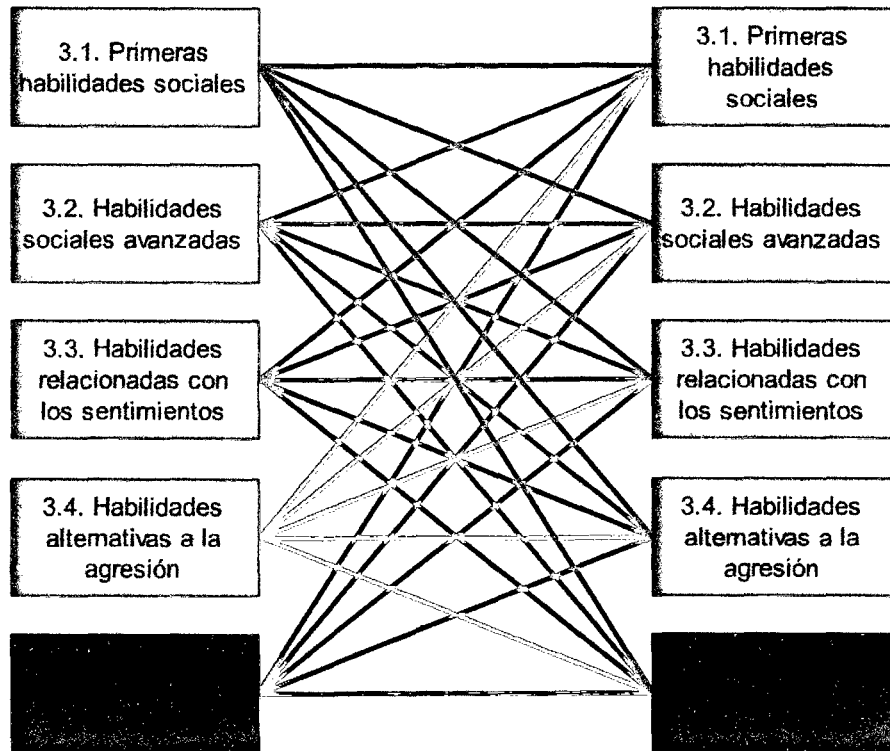 3.1. Primeras
habilidades sociales
3.2. Habilidades
sociales avanzadas
3.3. Habilidades
relacionadas con
los sentimientos
3.4. Habilidades
alternativas a la
agresión
3.1. Primeras
habilidades
sociales
3.2. Habilidades
sociales avanzadas
3.3. Habilidades
relacionadas con
los sentimientos
3.4. Habilidades
alternativas a la
agresión